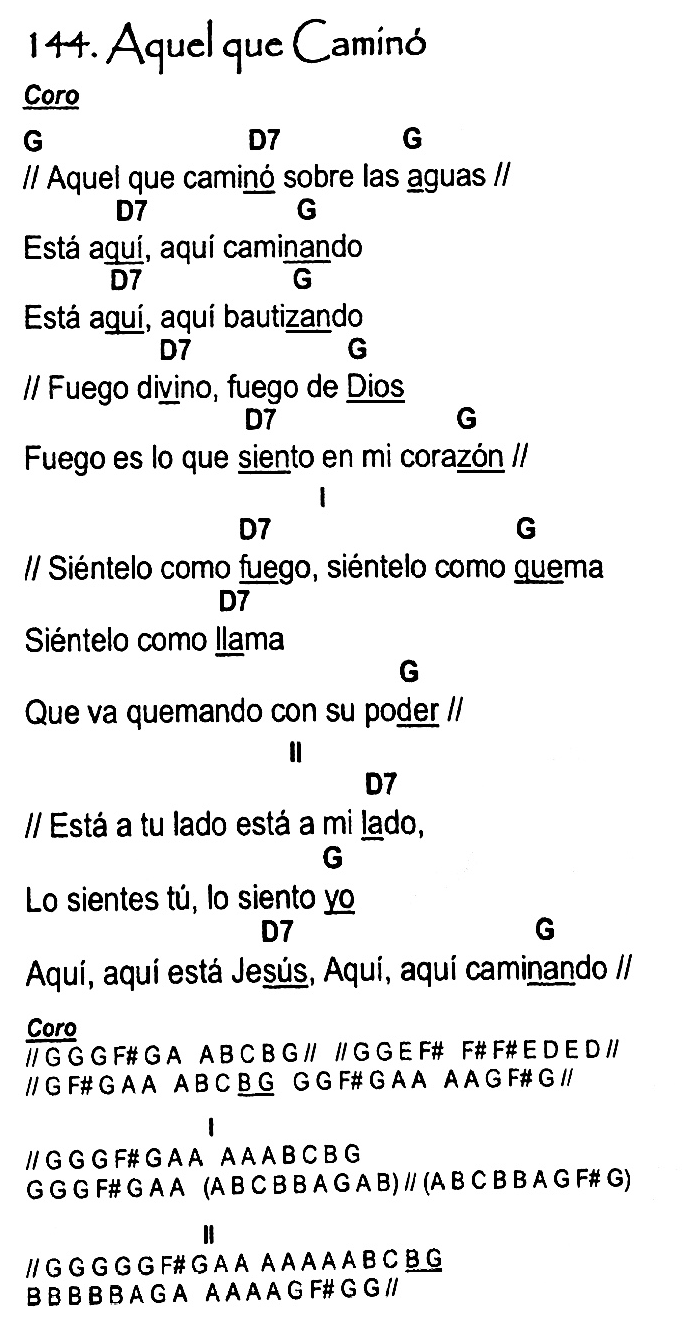 144. Aquel que Caminó
Coro
G D7 G
// Aquel que caminó sobre las aguas //
D7 G
Está aquí, aquí caminando
D7 G
Está aquí, aquí bautizando
D7 G
// Fuego divino, fuego de Dios
D7 G
Fuego es lo que siento en mi corazón //
I
D7 G
// Siéntelo como fuego, siéntelo como quema
D7
Siéntelo como llama
G
Que va quemando con su poder //
II
D7
// Está a tu lado está a mi lado,
G
Lo sientes tú, lo siento yo
D7 G
Aquí, aquí está Jesús, Aquí, aquí caminando //
Coro
// G G G F# G A A B C B G // // G G E F# F# F# E D E D //
// G F# G A A A B C B G G G F# G A A A A G F# G //
I
// G G G F# G A A A A A B C B G
G G G F# G A A (A B C B B A G A B) // (A B C B B A G F# G)
II
// G G G G G F# G A A A A A A A B C B G
B B B B B A G A A A A A G F# G G //